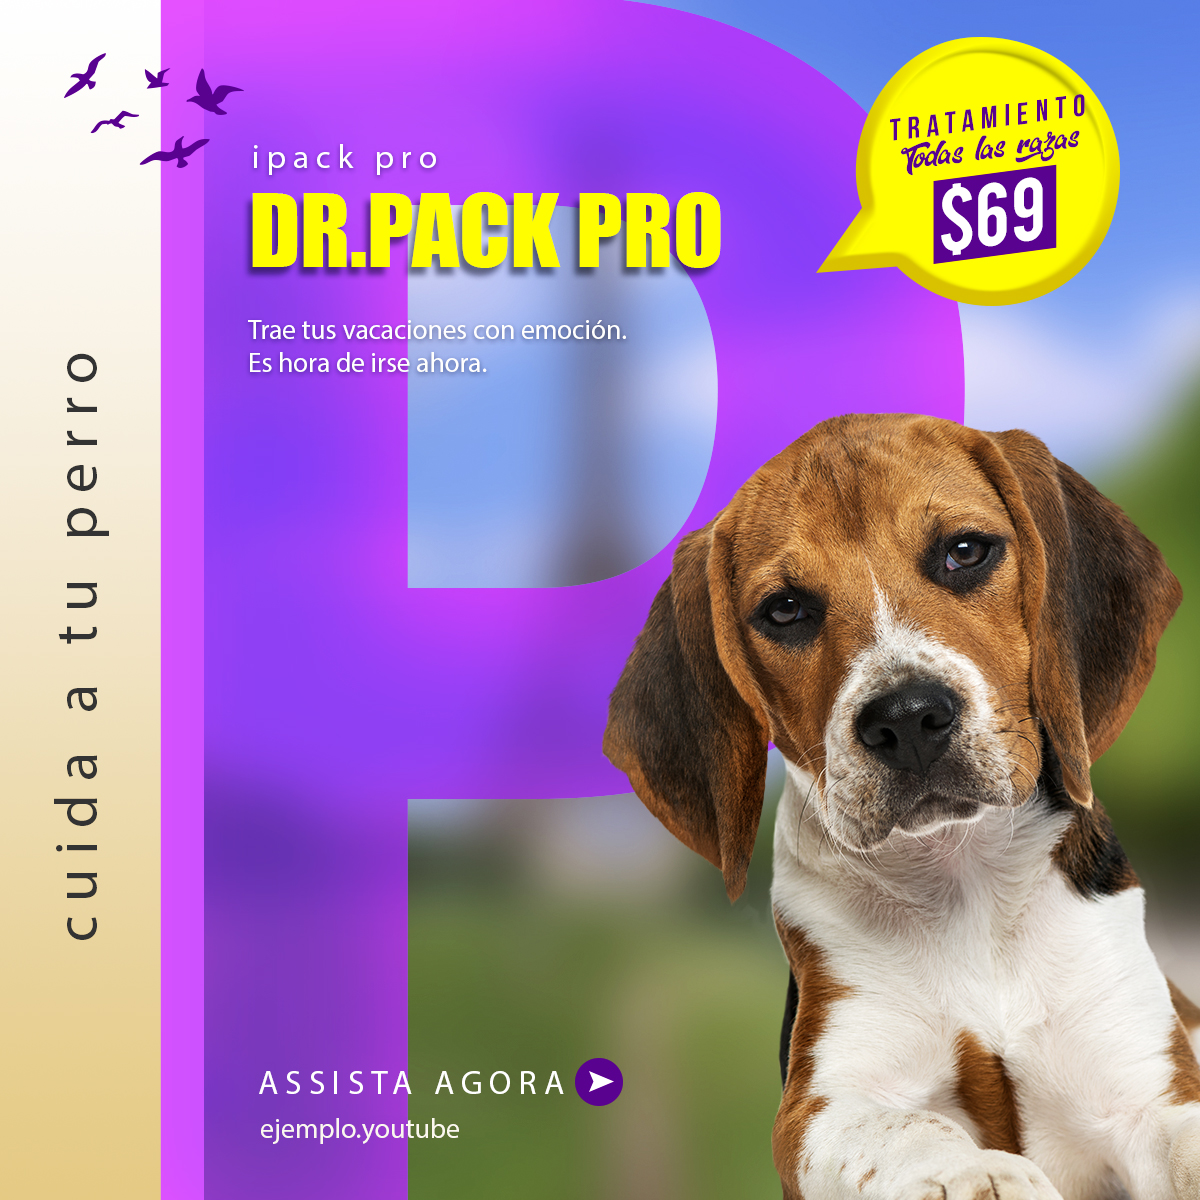 ipack pro
DR.PACK PRO
Trae tus vacaciones con emoción.
Es hora de irse ahora.
TRATAMIENTO
Todas las razas
$69
cuida a tu perro
ASSISTA AGORA
ejemplo.youtube